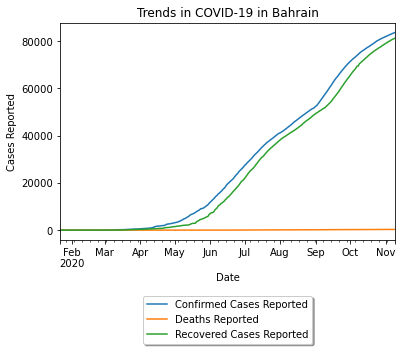 Trends in COVID-19 in Bahrain
80000
60000
40000
20000
0
Cases Reported
Feb Mar Apr May Jun Jul Aug Sep Oct Nov
2020
Date
Confirmed Cases Reported
Deaths Reported
Recovered Cases Reported